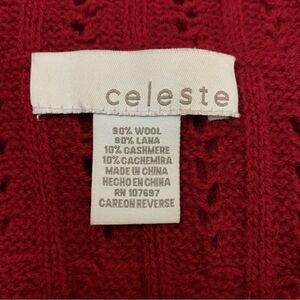 celeste
90% WOOL
90% LANA
10% CASHMERE
10% CACHEMIRA
MADE IN CHINA
HECHO EN CHINA
RN 107697
CAREON REVERSE